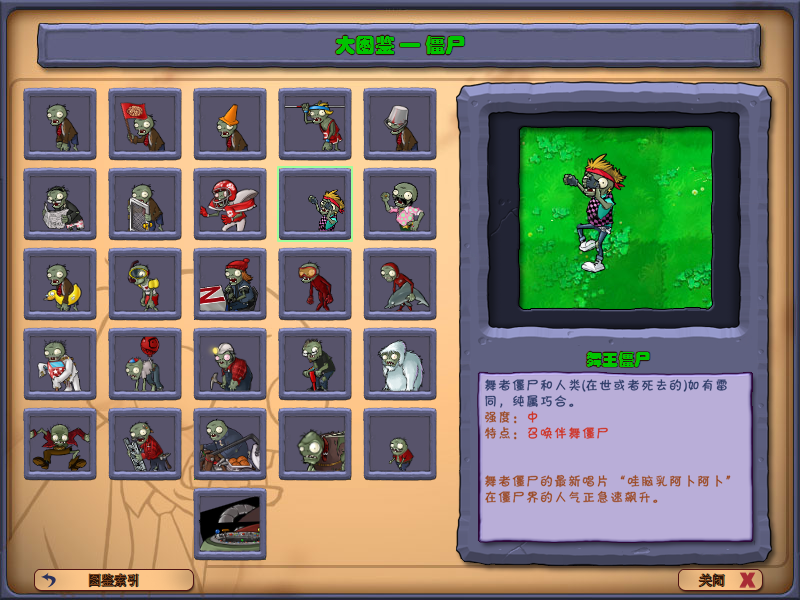 大图鉴 — 僵尸
舞王僵尸
舞者僵尸和人类(在世或者死去的)如有雷
同，纯属巧合。
强度：中
特点：召唤伴舞僵尸
舞者僵尸的最新唱片 “哇脑乳阿卜阿卜”
在僵尸界的人气正急速飙升。
图鉴索引
关闭